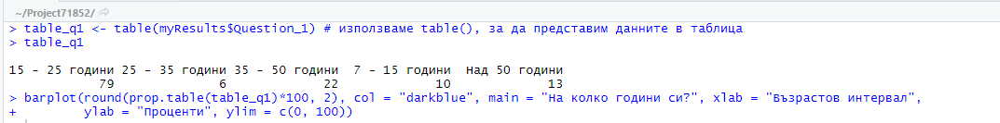 ~/Project71852/
> table_q1 <- table(myResults$Question_1) # използваме table(), за да представим данните в таблица
> table_q1
15 - 25 години 25 - 35 години 35 - 50 години  7 - 15 години  Над 50 години
            79              6             22             10             13
> barplot(round(prop.table(table_q1)*100, 2), col = "darkblue", main = "На колко години си?", xlab = "Възрастов интервал",
+         ylab = "Проценти", ylim = c(0, 100))